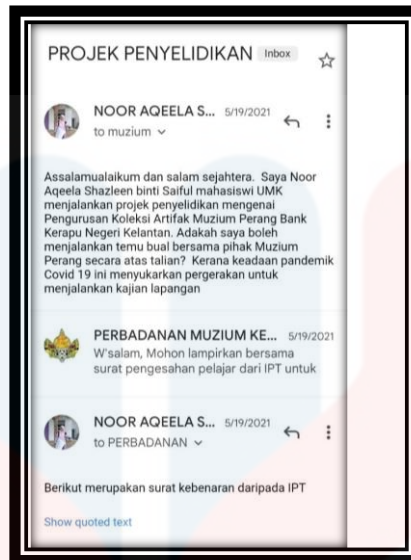 PROJEK PENYELIDIKAN Inbox
NOOR AQEELA S... 5/19/2021
to muzium
Assalamualaikum dan salam sejahtera. Saya Noor
Aqeela Shazleen binti Saiful mahasiswi UMK
menjalankan projek penyelidikan mengenai
Pengurusan Koleksi Artifak Muzium Perang Bank
Kerapu Negeri Kelantan. Adakah saya boleh
menjalankan temu bual bersama pihak Muzium
Perang secara atas talian? Kerana keadaan pandemik
Covid 19 ini menyukarkan pergerakan untuk
menjalankan kajian lapangan
PERBADANAN MUZIUM KE... 5/19/2021
W'salam, Mohon lampirkan bersama
surat pengesahan pelajar dari IPT untuk
NOOR AQEELA S... 5/19/2021
to PERBADANAN
Berikut merupakan surat kebenaran daripada IPT
Show quoted text